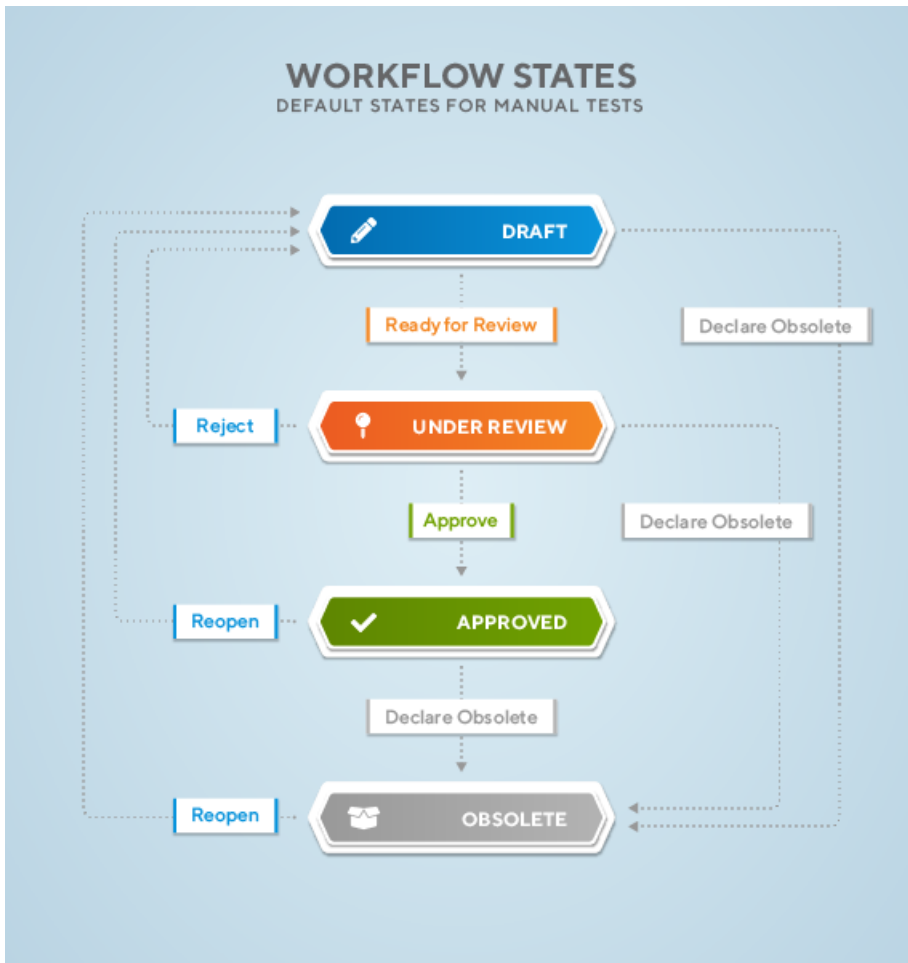 WORKFLOW STATES
DEFAULT STATES FOR MANUAL TESTS
DRAFT
Ready for Review
Declare Obsolete
Reject
UNDER REVIEW
Approve
Declare Obsolete
Reopen
APPROVED
Declare Obsolete
Reopen
OBSOLETE